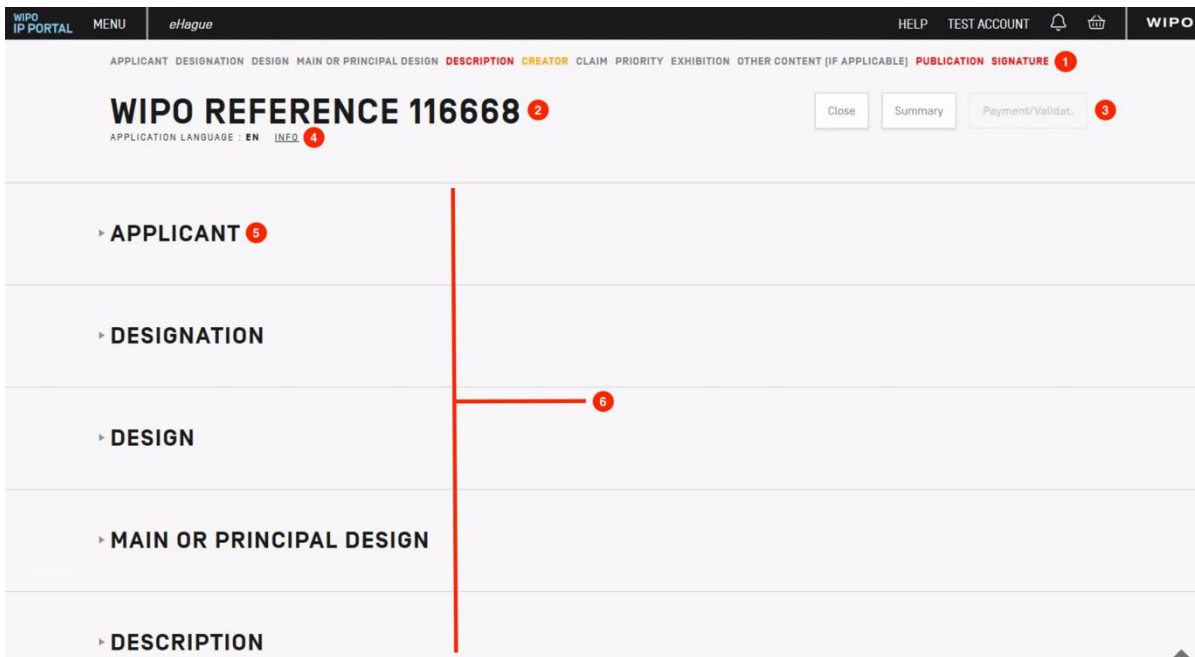 WIPO
IP PORTAL MENU eHague HELP TEST ACCOUNT WIPO
APPLICANT DESIGNATION DESIGN MAIN OR PRINCIPAL DESIGN DESCRIPTION CREATOR CLAIM PRIORITY EXHIBITION OTHER CONTENT (IF APPLICABLE) PUBLICATION SIGNATURE 1
WIPO REFERENCE 116668 2
Close Summary Payment/Validat. 3
APPLICATION LANGUAGE : EN INFO 4
APPLICANT 5
DESIGNATION
6
DESIGN
MAIN OR PRINCIPAL DESIGN
DESCRIPTION